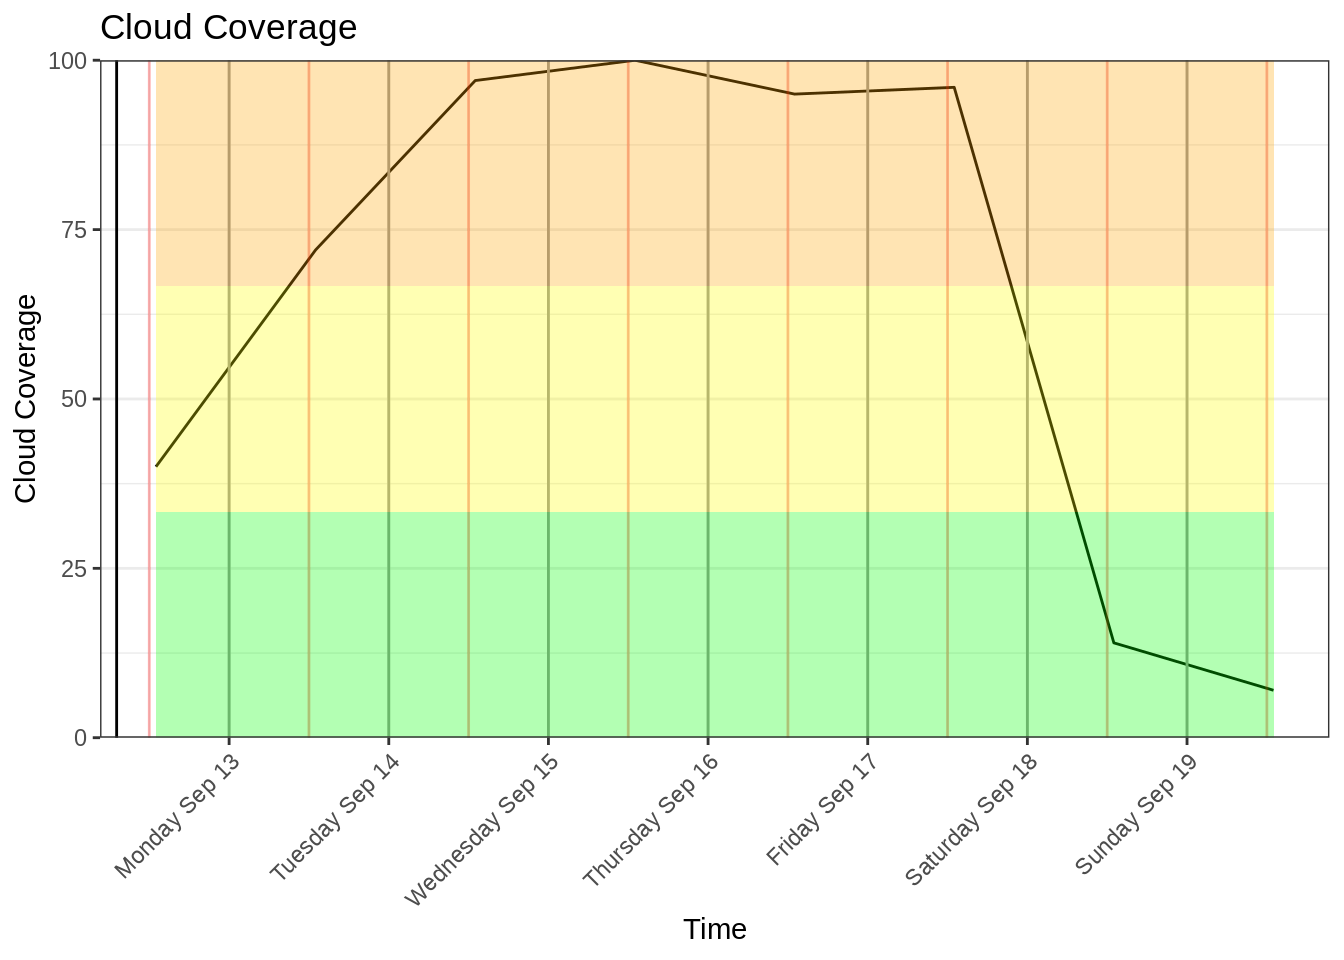 Cloud Coverage
100
75
50
25
0
Cloud Coverage
Monday Sep 13
Tuesday Sep 14
Wednesday Sep 15
Thursday Sep 16
Friday Sep 17
Saturday Sep 18
Sunday Sep 19
Time